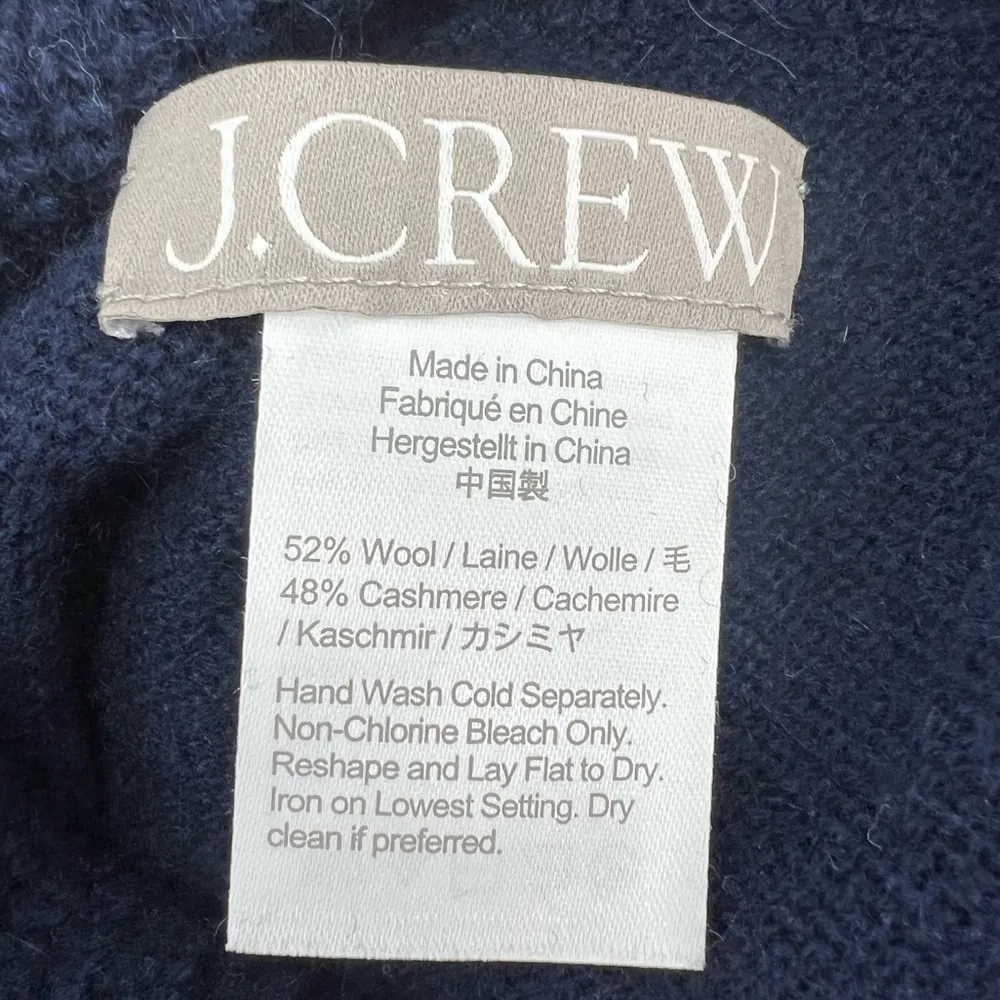 J.CREW
Made in China
Fabriqué en Chine
Hergestellt in China
中国製
52% Wool / Laine / Wolle / 毛
48% Cashmere / Cachemire
/ Kaschmir / カシミヤ
Hand Wash Cold Separately.
Non-Chlorine Bleach Only.
Reshape and Lay Flat to Dry.
Iron on Lowest Setting. Dry
clean if preferred.